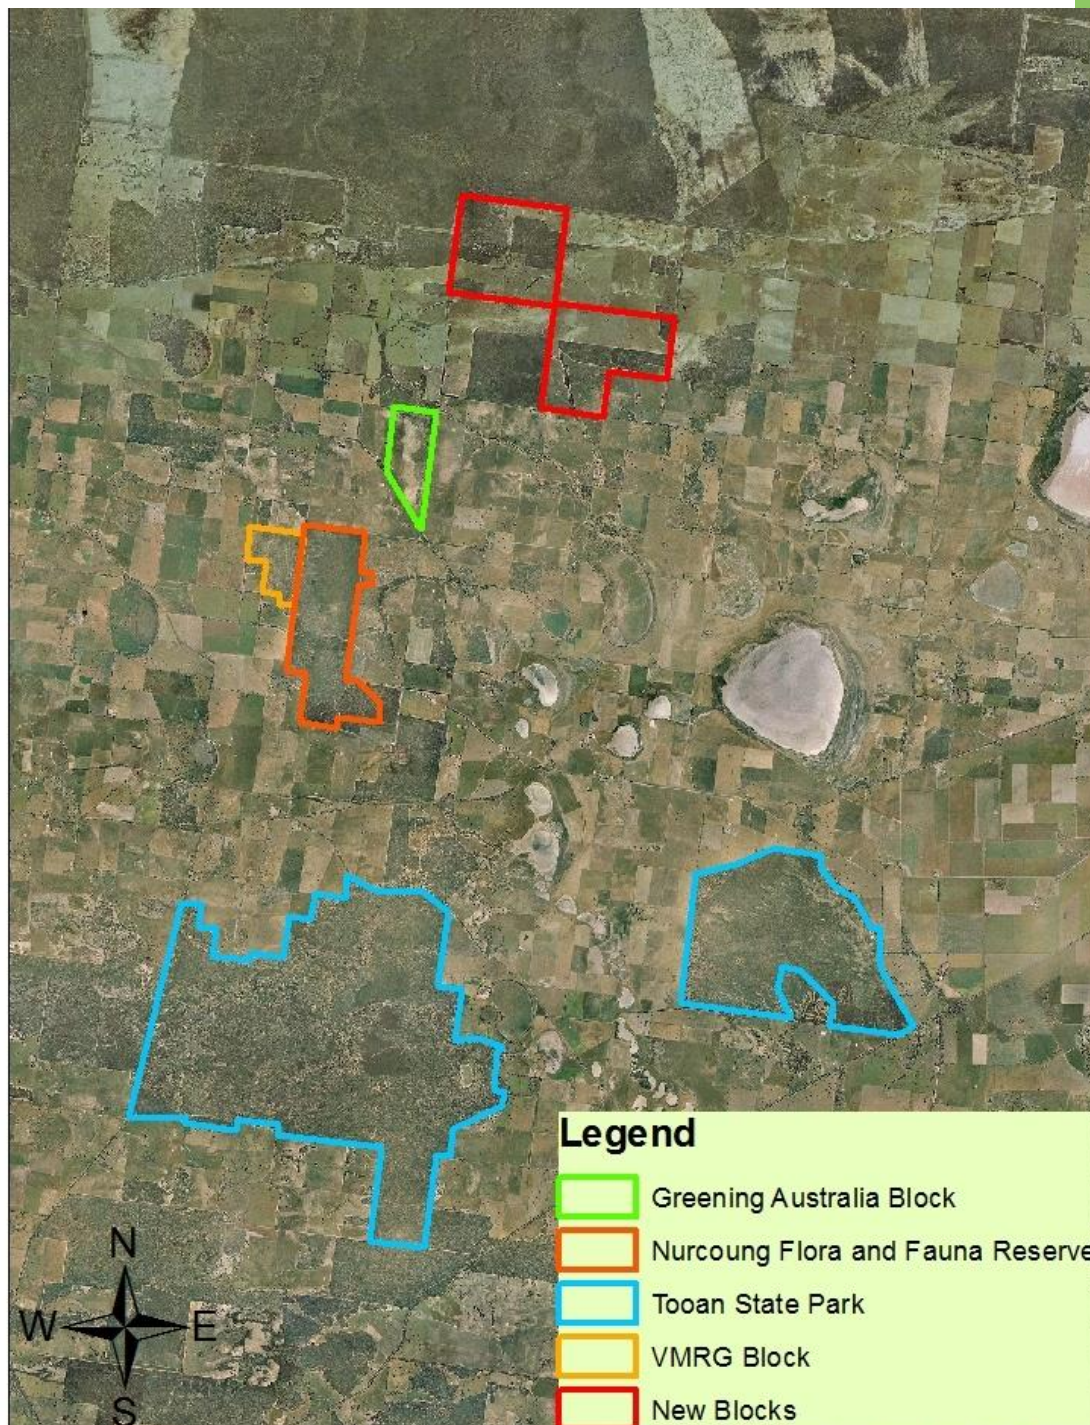 Legend
Greening Australia Block
Nurcoung Flora and Fauna Reserve
Tooan State Park
VMRG Block
New Blocks
N
W E
S